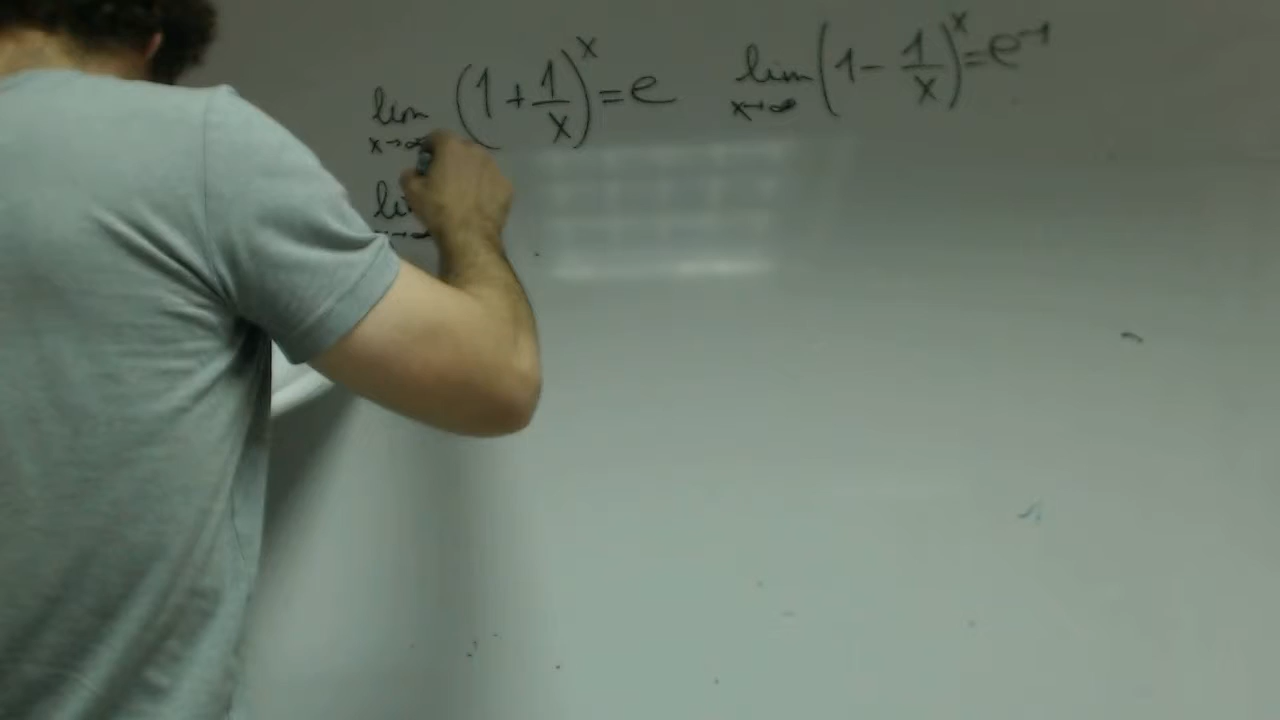 lim x→∞ (1 + 1/x)^x = e lim x→∞ (1 - 1/x)^x = e^-1